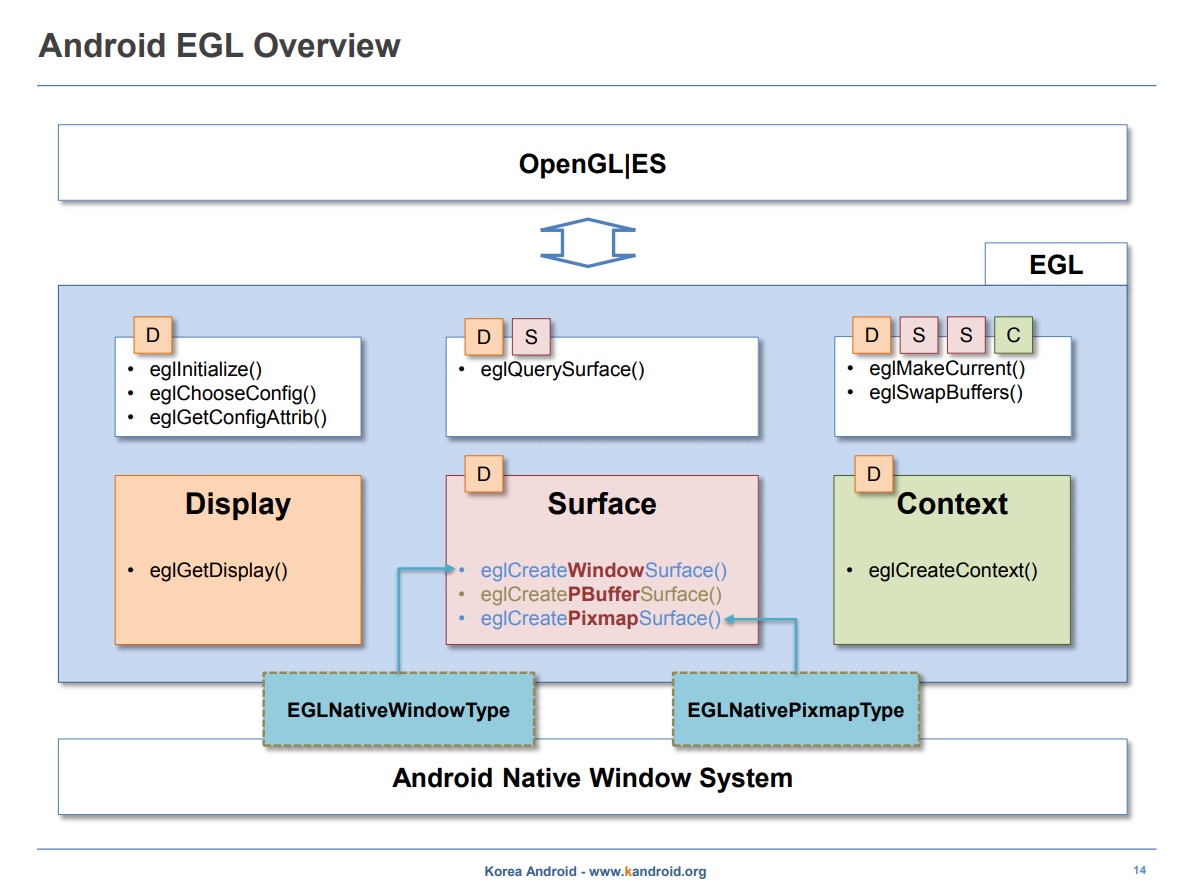 Android EGL Overview
OpenGL|ES
EGL
D
• eglInitialize()
• eglChooseConfig()
• eglGetConfigAttrib()
D S
• eglQuerySurface()
D S S C
• eglMakeCurrent()
• eglSwapBuffers()
Display
• eglGetDisplay()
D
Surface
• eglCreateWindowSurface()
• eglCreatePBufferSurface()
• eglCreatePixmapSurface()
D
Context
• eglCreateContext()
EGLNativeWindowType
EGLNativePixmapType
Android Native Window System
Korea Android - www.kandroid.org
14